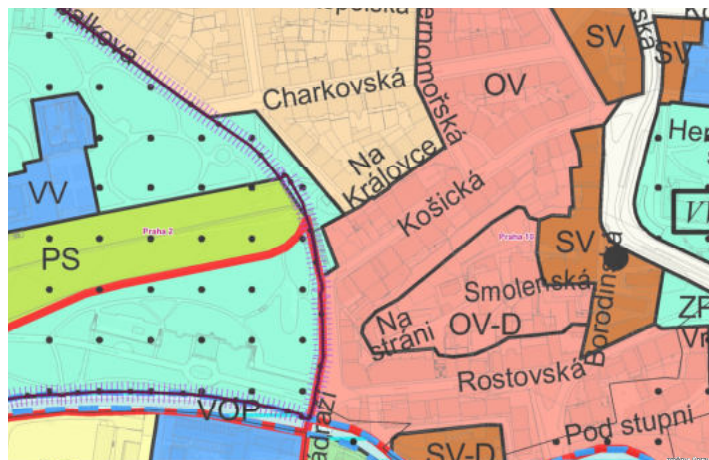 SV
SV
OV
Charkovská
Na
Královce
Košická
VV
Praha 2
Praha 10
PS
SV
Smolenská
Borodinská
Na
stráni
OV-D
Rostovská
VOP
Pod stupni
SV-D